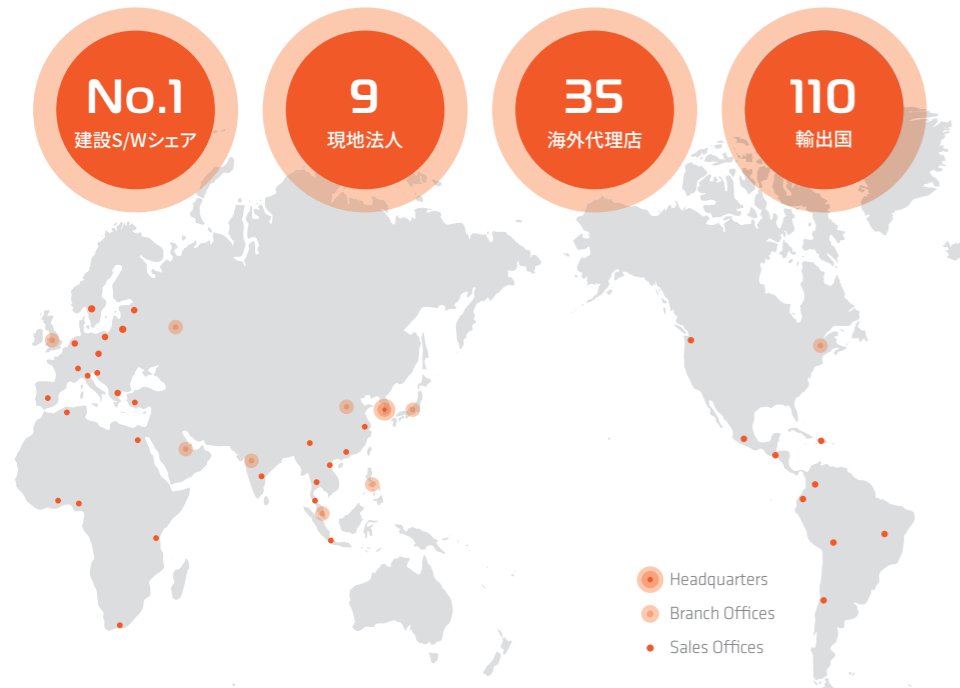 No.1
建設S/Wシェア
9
現地法人
35
海外代理店
110
輸出国
Headquarters
Branch Offices
Sales Offices